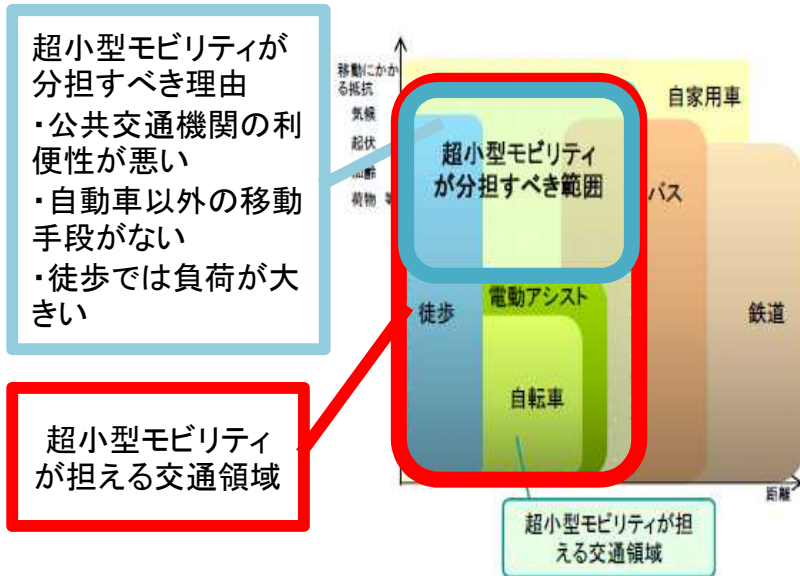 超小型モビリティが
分担すべき理由
・公共交通機関の利
便性が悪い
・自動車以外の移動
手段がない
・徒歩では負荷が大
きい
超小型モビリティ
が担える交通領域
移動にかか
る抵抗
気候
起伏
加齢
荷物 等
自家用車
超小型モビリティ
が分担すべき範囲
バス
電動アシスト
徒歩
鉄道
自転車
距離
超小型モビリティが担
える交通領域